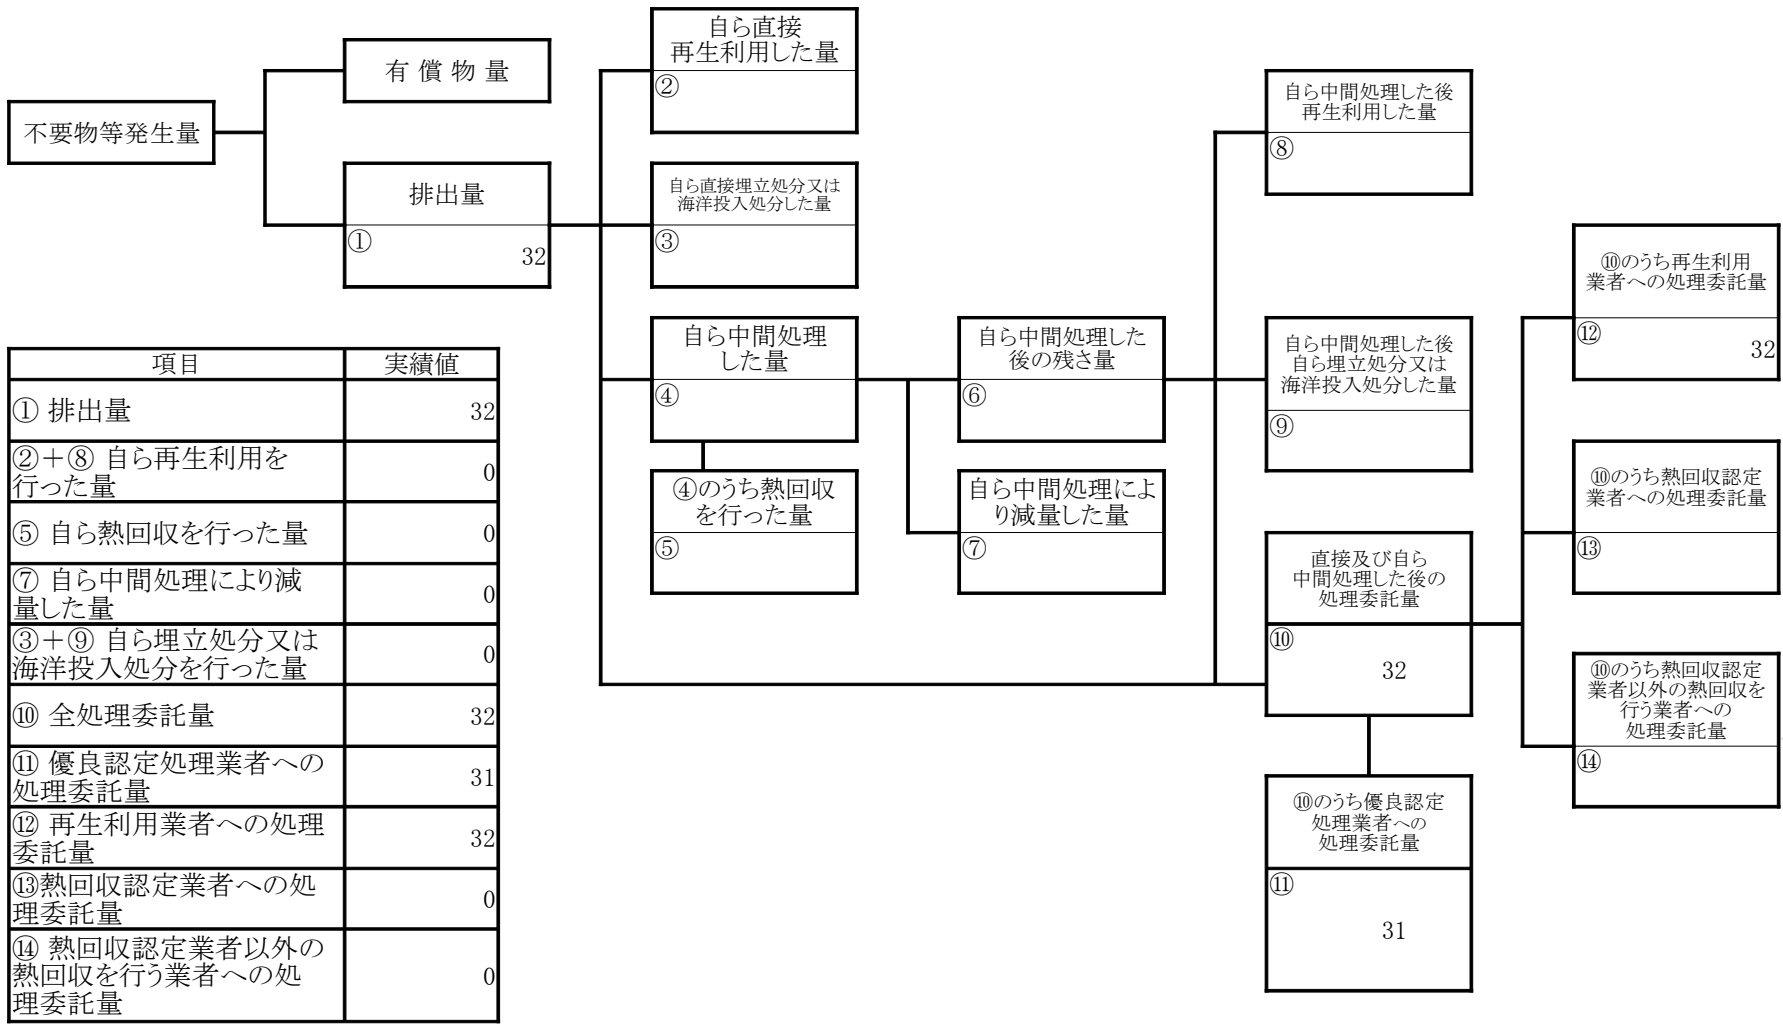 不要物等発生量
有 償 物 量
排出量
①
32
自ら直接
再生利用した量
②
自ら直接埋立処分又は
海洋投入処分した量
③
自ら中間処理
した量
④
④のうち熱回収
を行った量
⑤
自ら中間処理した
後の残さ量
⑥
自ら中間処理によ
り減量した量
⑦
自ら中間処理した後
再生利用した量
⑧
自ら中間処理した後
自ら埋立処分又は
海洋投入処分した量
⑨
直接及び自ら
中間処理した後の
処理委託量
⑩
32
⑩のうち優良認定
処理業者への
処理委託量
⑪
31
⑩のうち再生利用
業者への処理委託量
⑫
32
⑩のうち熱回収認定
業者への処理委託量
⑬
⑩のうち熱回収認定
業者以外の熱回収を
行う業者への
処理委託量
⑭
項目 実績値
① 排出量 32
②＋⑧ 自ら再生利用を
行った量 0
⑤ 自ら熱回収を行った量 0
⑦ 自ら中間処理により減
量した量 0
③＋⑨ 自ら埋立処分又は
海洋投入処分を行った量 0
⑩ 全処理委託量 32
⑪ 優良認定処理業者への
処理委託量 31
⑫ 再生利用業者への処理
委託量 32
⑬熱回収認定業者への処
理委託量 0
⑭ 熱回収認定業者以外の
熱回収を行う業者への処
理委託量 0